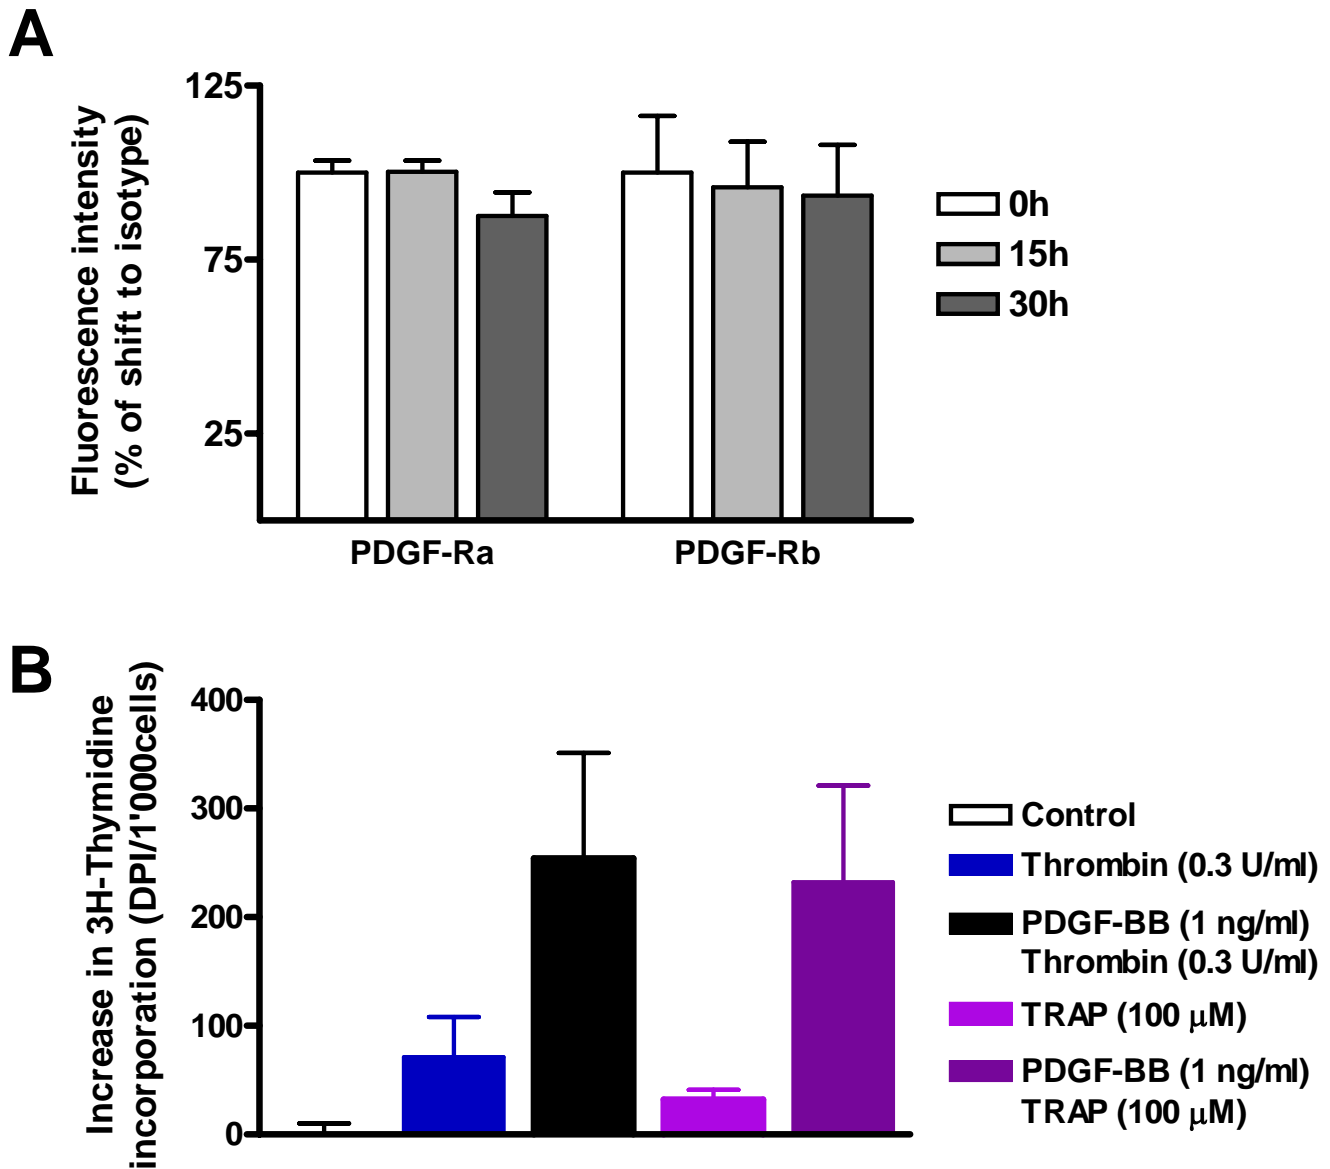 A
125
75
25
Fluorescence intensity
(% of shift to isotype)
PDGF-Ra
PDGF-Rb
0h
15h
30h
B
400
300
200
100
0
Increase in 3H-Thymidine
incorporation (DPI/1'000cells)
Control
Thrombin (0.3 U/ml)
PDGF-BB (1 ng/ml)
Thrombin (0.3 U/ml)
TRAP (100 μM)
PDGF-BB (1 ng/ml)
TRAP (100 μM)